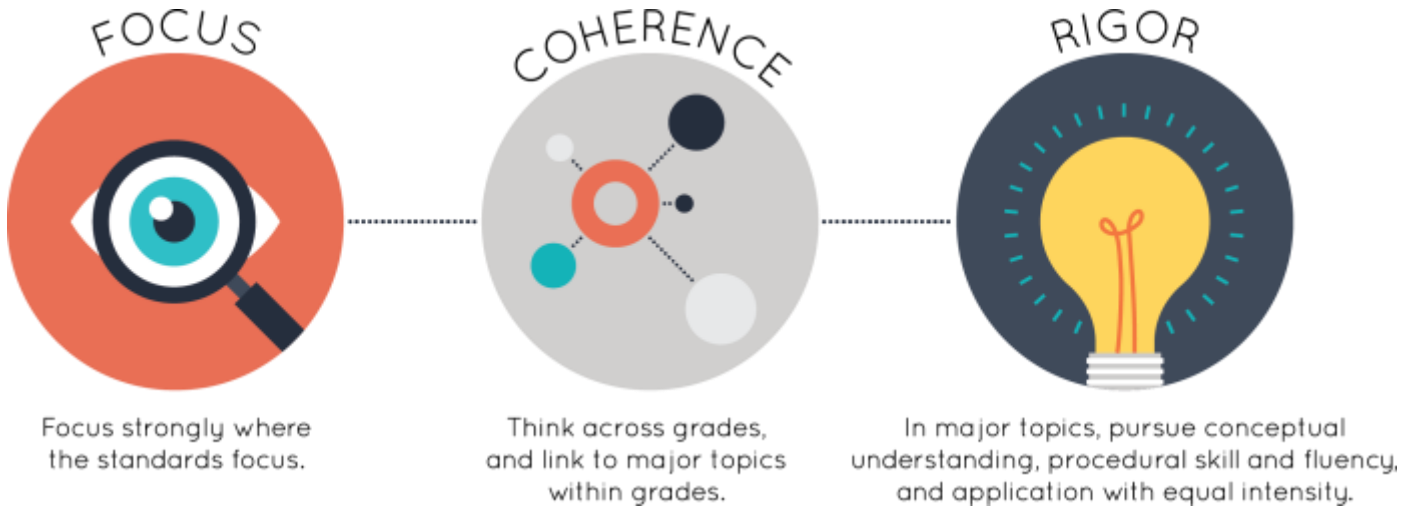 FOCUS
COHERENCE
RIGOR
Focus strongly where
the standards focus.
Think across grades,
and link to major topics
within grades.
In major topics, pursue conceptual
understanding, procedural skill and fluency,
and application with equal intensity.